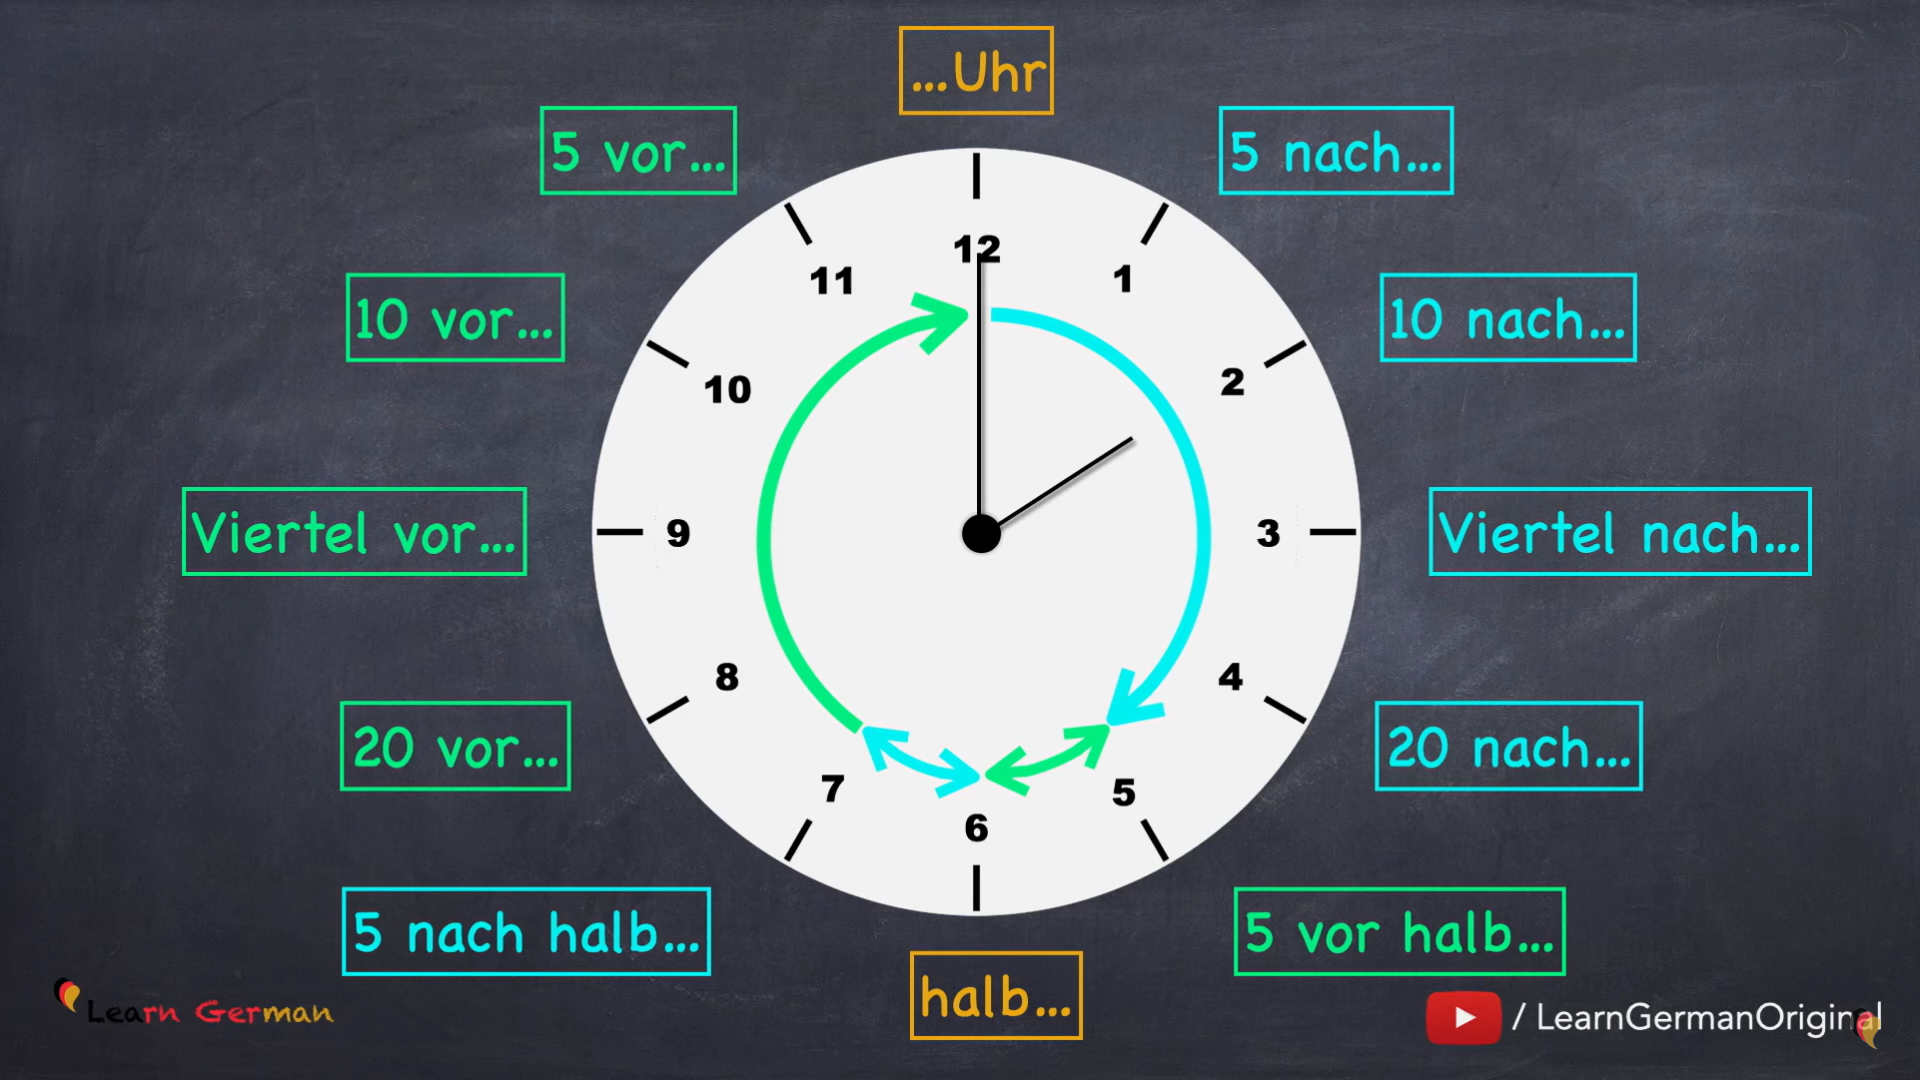 ...Uhr
5 vor...
5 nach...
10 vor...
10 nach...
Viertel vor...
Viertel nach...
20 vor...
20 nach...
5 nach halb...
5 vor halb...
halb...
12
1
2
3
4
5
6
7
8
9
10
11
Learn German
/ LearnGermanOriginal